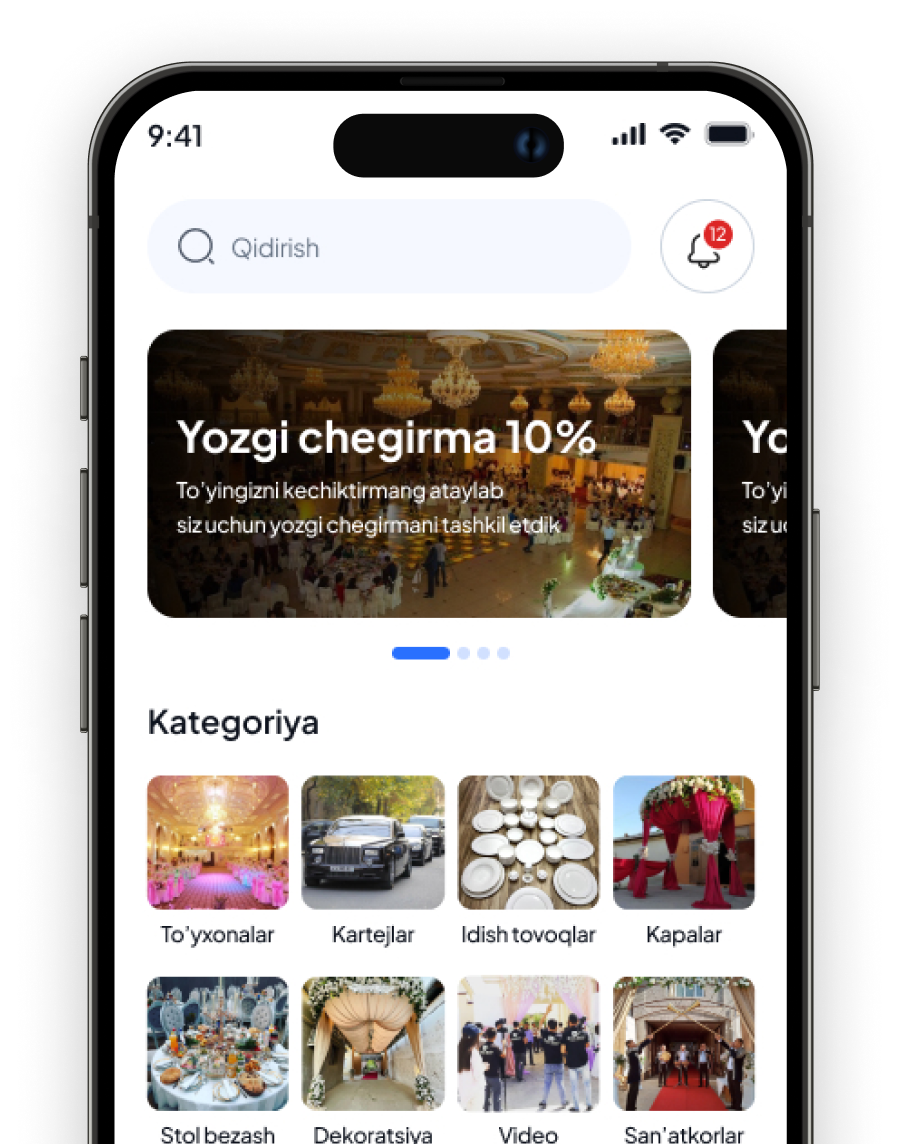 9:41
Qidirish
12
Yozgi chegirma 10%
To’yingizni kechiktirmang ataylab
siz uchun yozgi chegirmani tashkil etdik
Yo
To’yi
siz uc
Kategoriya
To’yxonalar
Kartejlar
Idish tovoqlar
Kapalar
Stol bezash
Dekoratsiya
Video
San’atkorlar